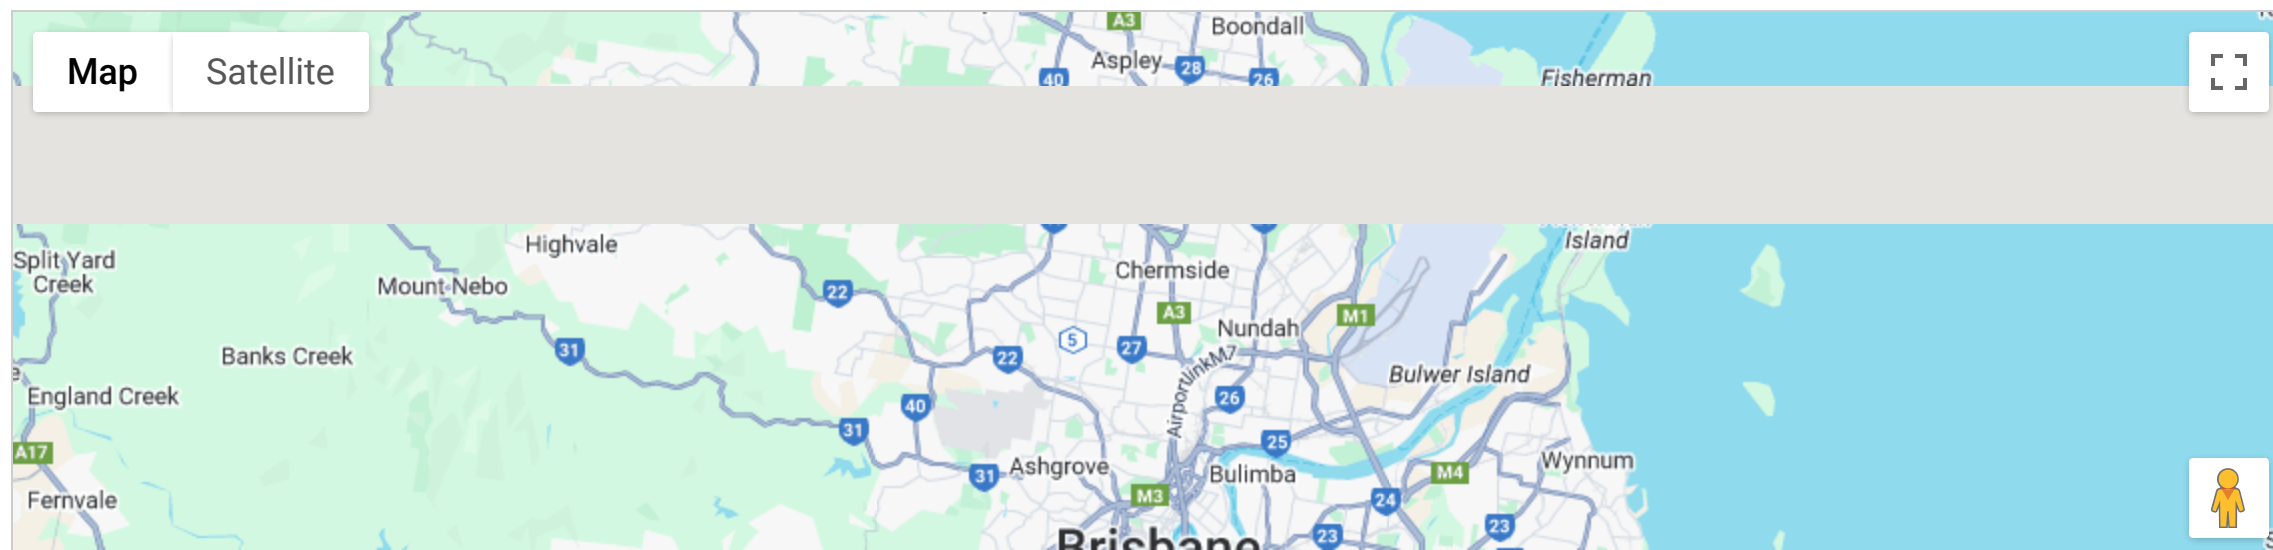 A3
Boondall
Map
Satellite
Aspley
28
40
26
Fisherman
Highvale
Island
Split Yard
Creek
Chermside
Mount Nebo
22
A3
M1
Nundah
5
31
27
22
Banks Creek
AirportlinkM7
Bulwer Island
England Creek
26
40
31
25
A17
Ashgrove
Wynnum
31
Bulimba
M4
Fernvale
M3
24
23
23
Brisbane